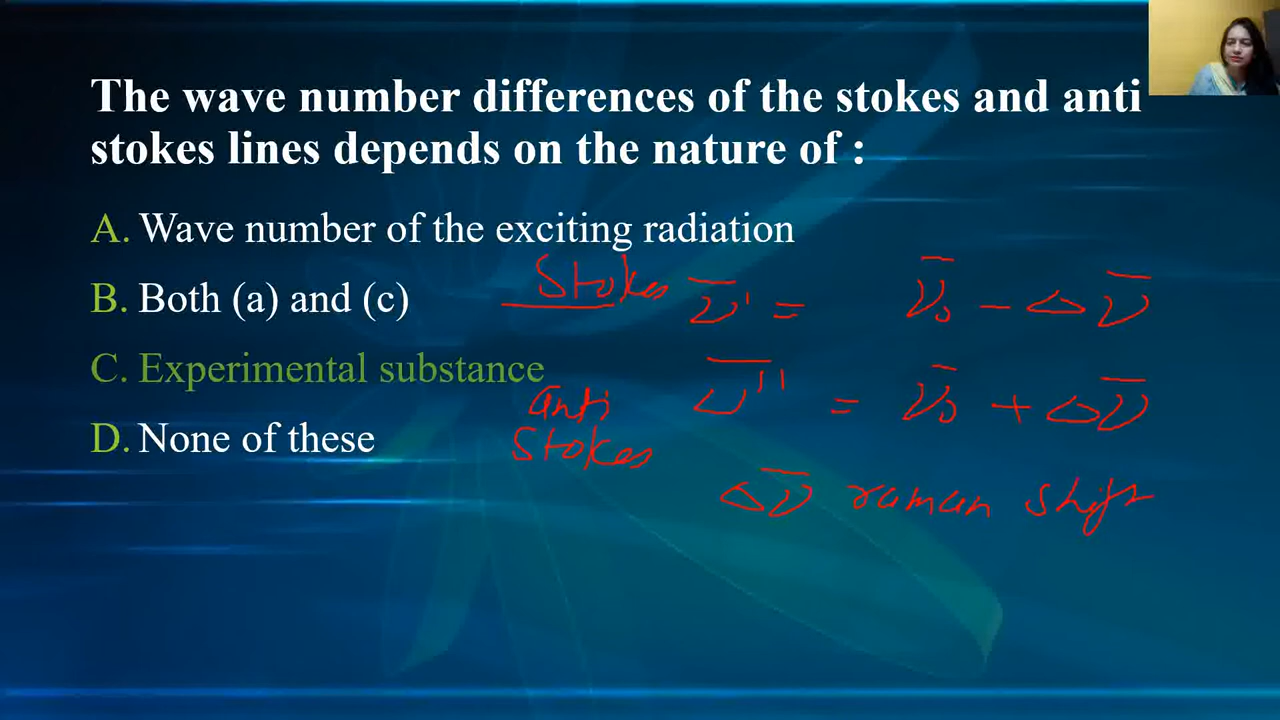 The wave number differences of the stokes and anti
stokes lines depends on the nature of :
A. Wave number of the exciting radiation
B. Both (a) and (c)
C. Experimental substance
D. None of these
Stokes ν̅' = ν̅₀ - Δν̅
anti
Stokes ν̅'' = ν̅₀ + Δν̅
Δν̅ raman shift